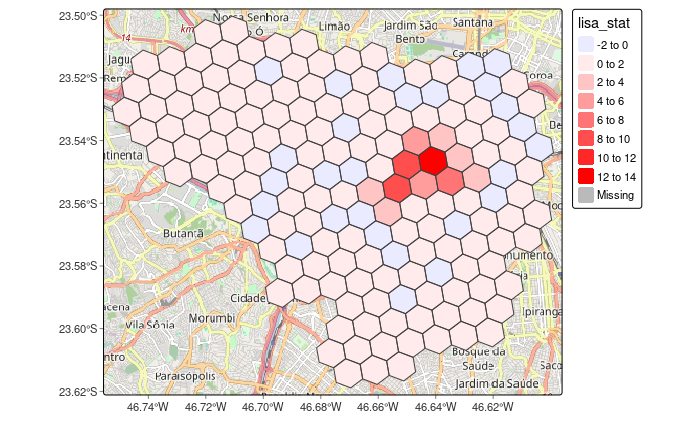 Nossa Senhora
do Ó
Limão
Jardim São
Bento
Santana
km
14
lisa_stat
-2 to 0
0 to 2
2 to 4
4 to 6
6 to 8
8 to 10
10 to 12
12 to 14
Missing
Butantã
Cidade
Morumbi
Vila Sônia
Paraisópolis
Ipiranga
Bosque da
Saúde
Jardim da Saúde
23.50°S
23.52°S
23.54°S
23.56°S
23.58°S
23.60°S
23.62°S
46.74°W
46.72°W
46.70°W
46.68°W
46.66°W
46.64°W
46.62°W